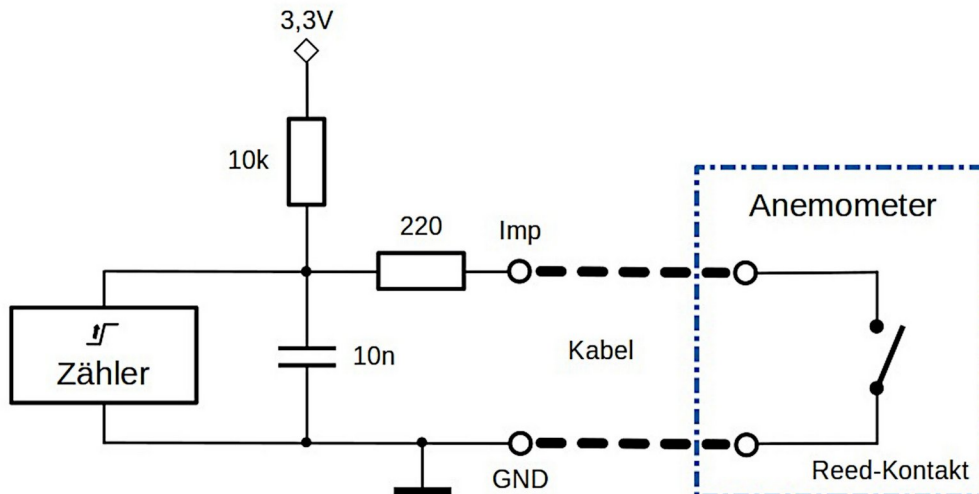 3,3V
10k
220
Imp
Anemometer
Zähler
10n
Kabel
GND
Reed-Kontakt